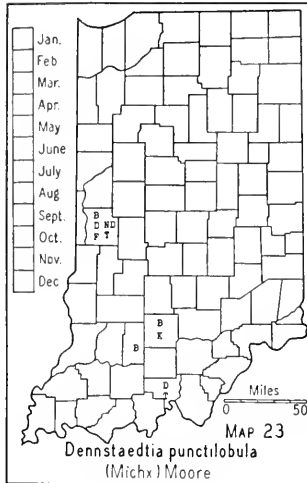 Jan.
Feb
Mar.
Apr.
May
June
July
Aug
Sept.
Oct.
Nov.
Dec
B
D ND
F T
B
K
B
D
T
Miles
0 50
MAP 23
Dennstaedtia punctilobula
(Michx) Moore